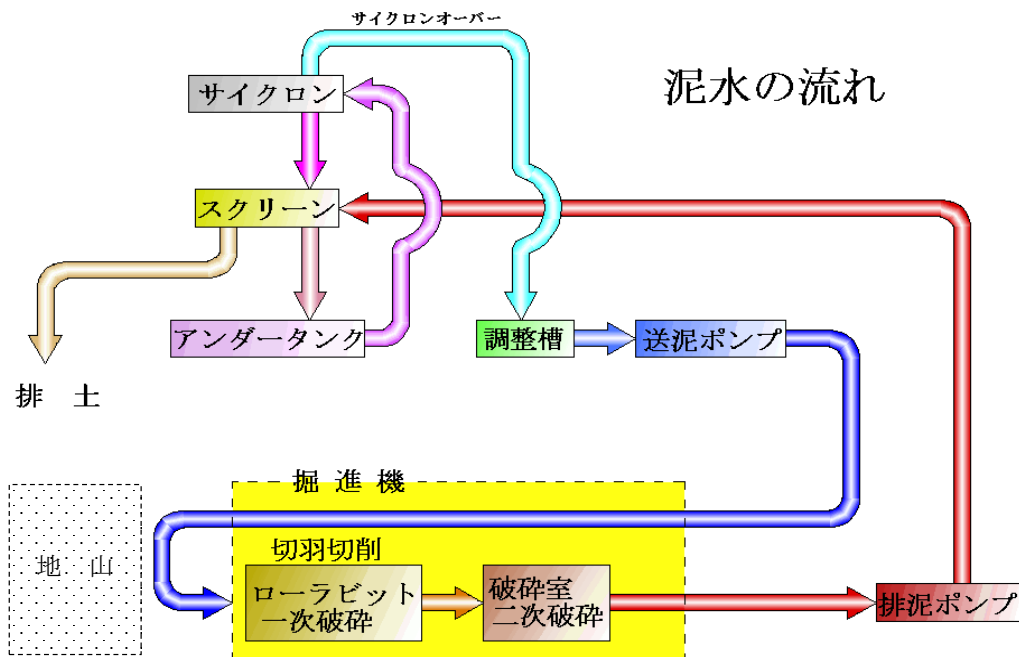 サイクロンオーバー
サイクロン
泥水の流れ
スクリーン
アンダータンク
調整槽
送泥ポンプ
排 土
掘 進 機
地 山
切羽切削
ローラビット
一次破砕
破砕室
二次破砕
排泥ポンプ